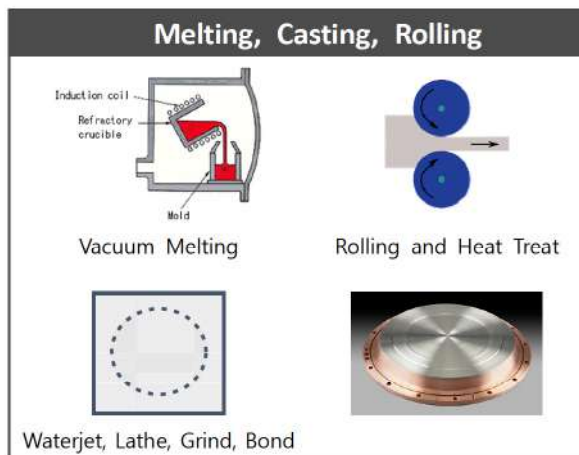 Melting, Casting, Rolling
Induction coil
Refractory
crucible
Mold
Vacuum Melting
Rolling and Heat Treat
Waterjet, Lathe, Grind, Bond